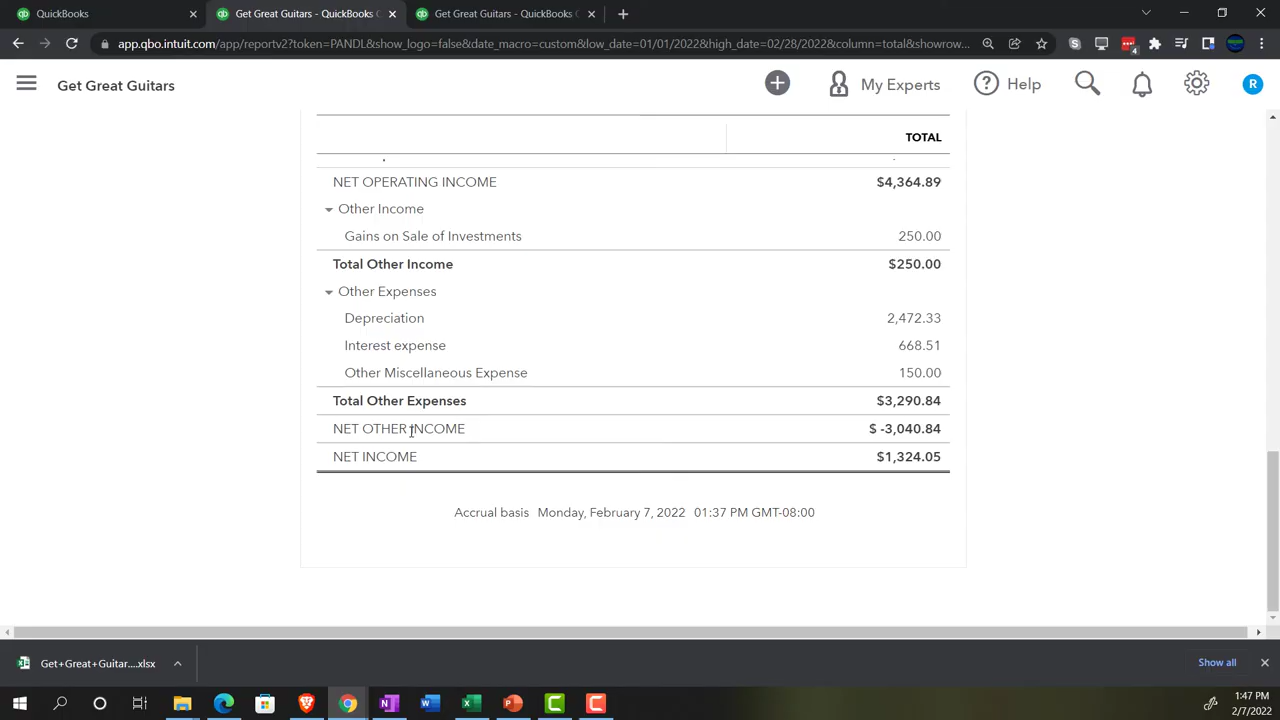 QuickBooks
Get Great Guitars - QuickBooks O
Get Great Guitars - QuickBooks O
app.qbo.intuit.com/app/reportv2?token=PANDL&show_logo=false&date_macro=custom&low_date=01/01/2022&high_date=02/28/2022&column=total&showrow...
4
Get Great Guitars
My Experts
Help
R
TOTAL
NET OPERATING INCOME $4,364.89
Other Income
Gains on Sale of Investments 250.00
Total Other Income $250.00
Other Expenses
Depreciation 2,472.33
Interest expense 668.51
Other Miscellaneous Expense 150.00
Total Other Expenses $3,290.84
NET OTHER INCOME $ -3,040.84
NET INCOME $1,324.05
Accrual basis Monday, February 7, 2022 01:37 PM GMT-08:00
Get+Great+Guitar....xlsx
Show all
1:47 PM
2/7/2022